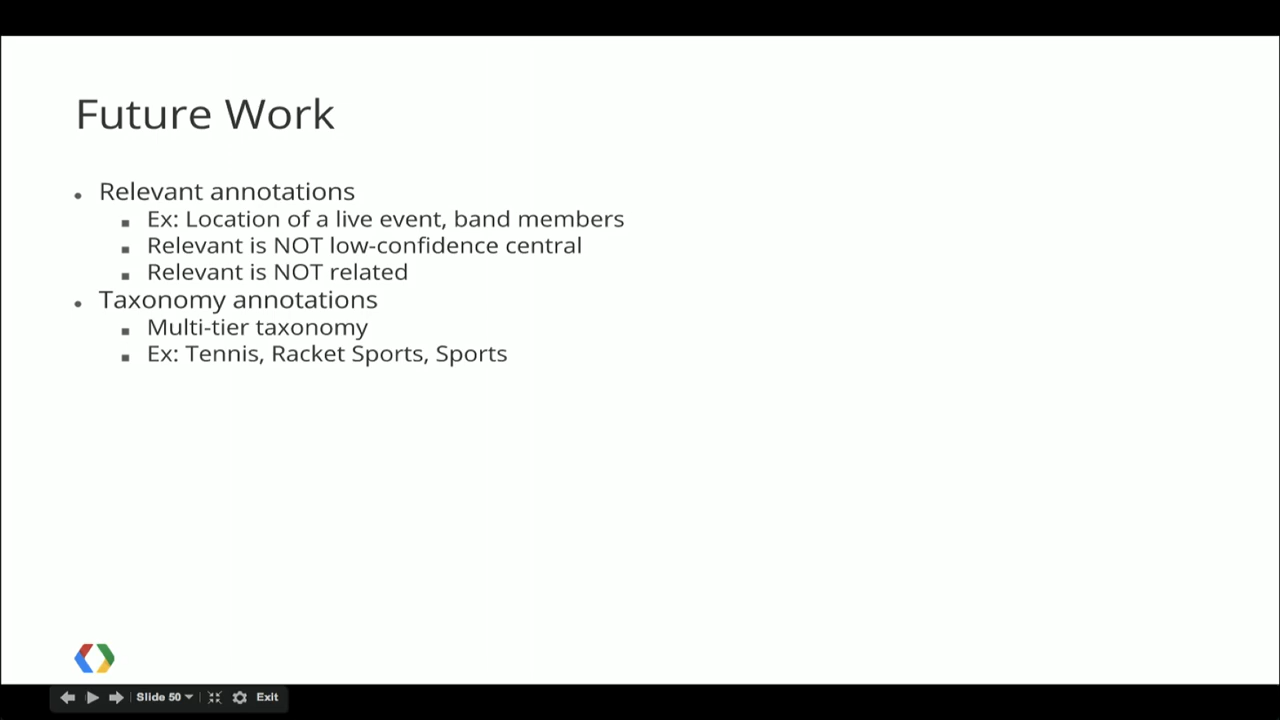 Future Work
• Relevant annotations
▪ Ex: Location of a live event, band members
▪ Relevant is NOT low-confidence central
▪ Relevant is NOT related
• Taxonomy annotations
▪ Multi-tier taxonomy
▪ Ex: Tennis, Racket Sports, Sports
Slide 50 Exit